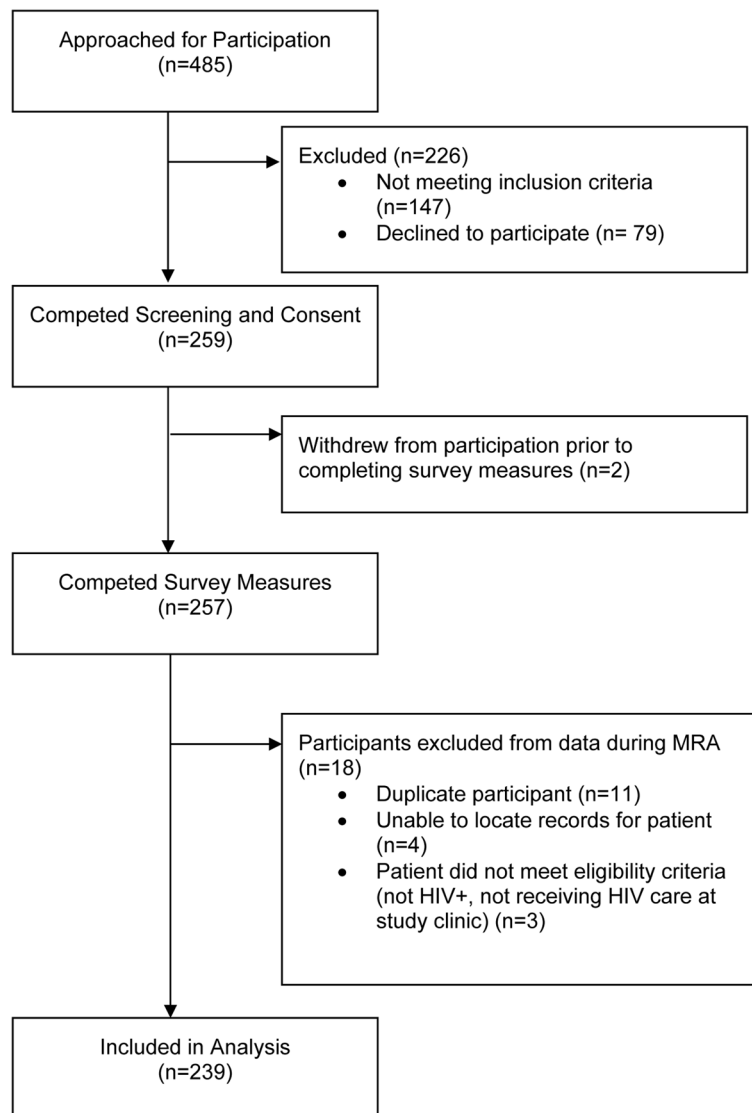 Approached for Participation
(n=485)
Excluded (n=226)
• Not meeting inclusion criteria
(n=147)
• Declined to participate (n= 79)
Competed Screening and Consent
(n=259)
Withdrew from participation prior to
completing survey measures (n=2)
Competed Survey Measures
(n=257)
Participants excluded from data during MRA
(n=18)
• Duplicate participant (n=11)
• Unable to locate records for patient
(n=4)
• Patient did not meet eligibility criteria
(not HIV+, not receiving HIV care at
study clinic) (n=3)
Included in Analysis
(n=239)